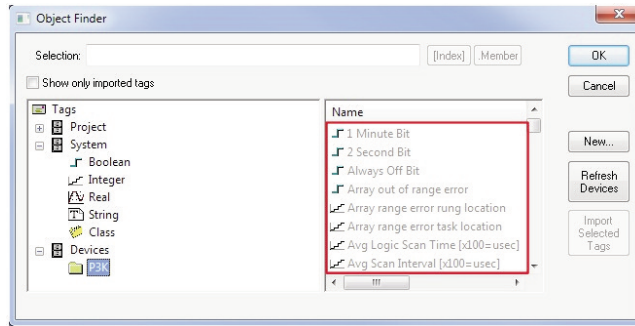 Object Finder
Selection:
[Index] .Member
OK
Show only imported tags
Cancel
Tags
Project
System
Boolean
Integer
Real
String
Class
Devices
P3K
Name
1 Minute Bit
2 Second Bit
Always Off Bit
Array out of range error
Array range error rung location
Array range error task location
Avg Logic Scan Time [x100=usec]
Avg Scan Interval [x100=usec]
New...
Refresh
Devices
Import
Selected
Tags